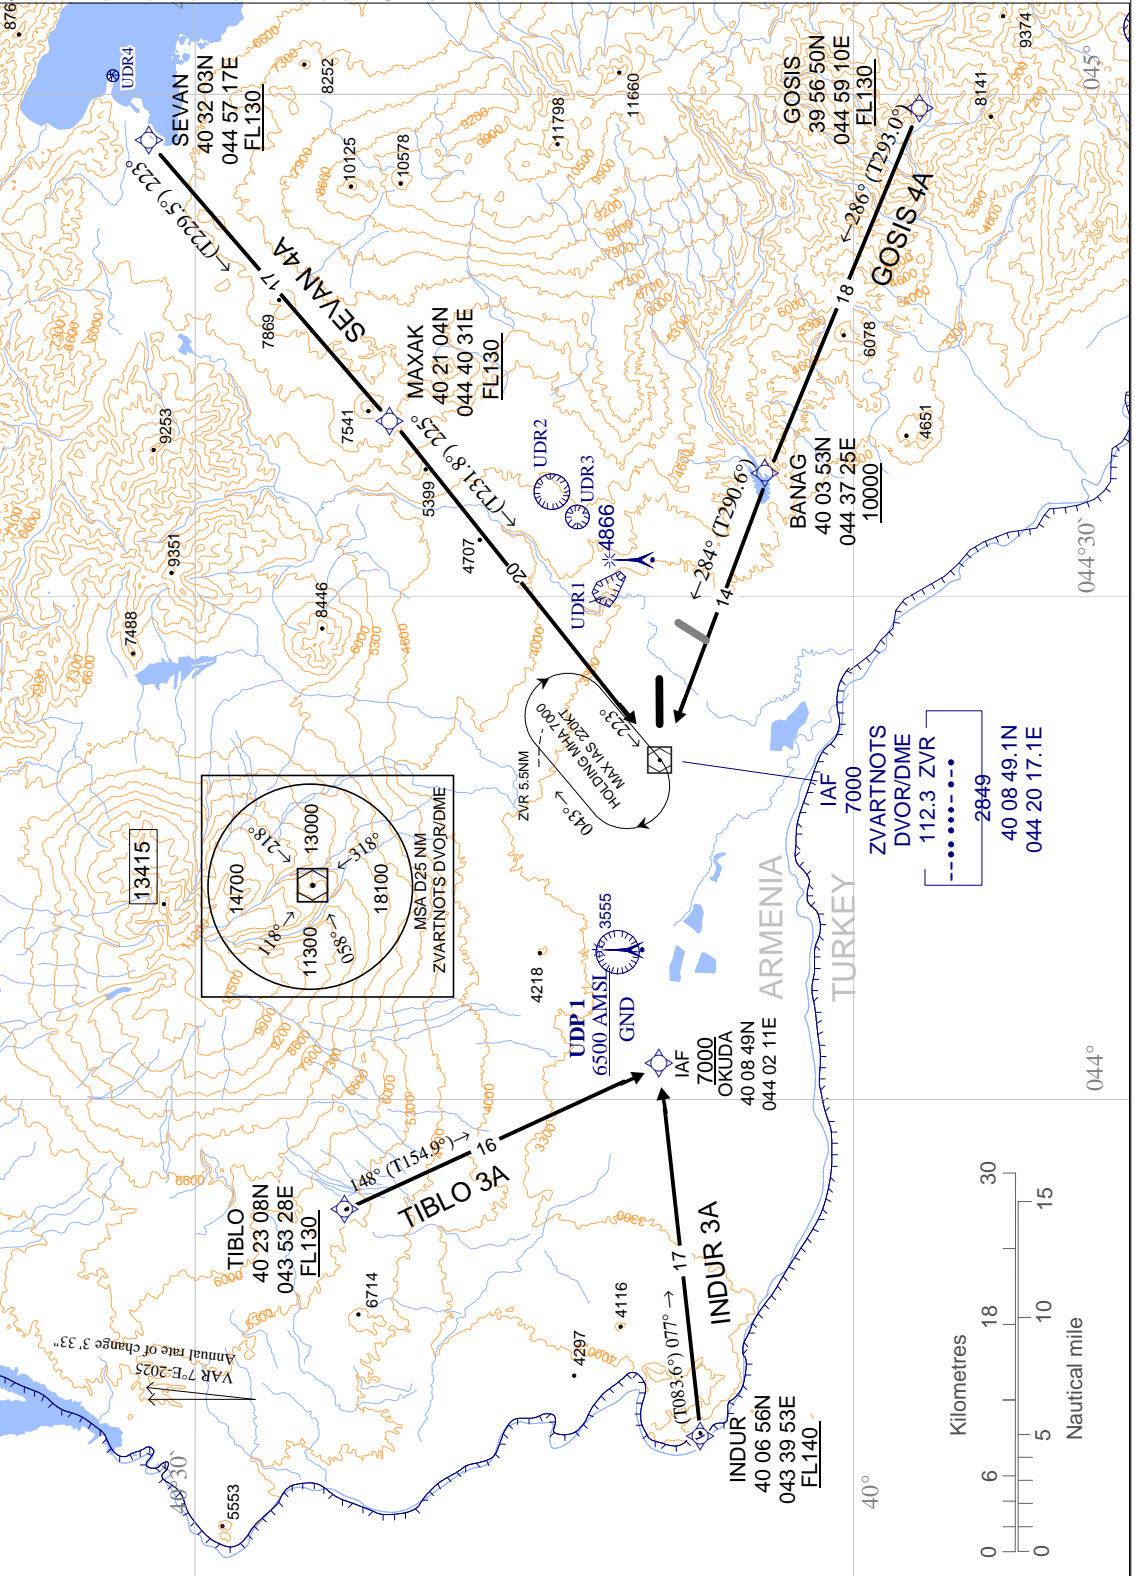 SEVAN
40 32 03N
044 57 17E
FL130
UDR4
(T229.5°) 223°
17
SEVAN 4A
MAXAK
40 21 04N
044 40 31E
FL130
(T231.8°) 225°
20
GOSIS
39 56 50N
044 59 10E
FL130
286° (T293.0°)
18
GOSIS 4A
BANAG
40 03 53N
044 37 25E
10000
284° (T290.6°)
14
UDR2
UDR3
UDR1
4866
HOLDING MHA 7000
MAX IAS 220KT
223°
043°
ZVR 5.5NM
IAF
7000
ZVARTNOTS
DVOR/DME
112.3 ZVR
2849
40 08 49.1N
044 20 17.1E
14700
13000
11300
18100
218°
318°
118°
058°
MSA D25 NM
ZVARTNOTS DVOR/DME
13415
ARMENIA
TURKEY
UDP 1
6500 AMSL
GND
3555
4218
IAF
7000
OKUDA
40 08 49N
044 02 11E
TIBLO
40 23 08N
043 53 28E
FL130
148° (T154.9°)
16
TIBLO 3A
INDUR
40 06 56N
043 39 53E
FL140
(T083.6°) 077°
17
INDUR 3A
VAR 7°E-2025
Annual rate of change 3' 33"
8252
10125
10578
11798
11660
9374
8141
6078
4651
7869
7541
5399
4707
9253
9351
7488
8446
6714
4116
4297
5553
876
045°
044°30`
044°
40°30`
40°
Kilometres
0 6 18 30
0 5 10 15
Nautical mile